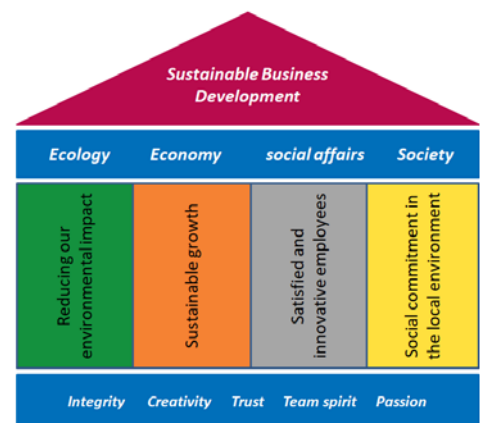 Sustainable Business
Development
Ecology Economy social affairs Society
Reducing our
environmental impact
Sustainable growth
Satisfied and
innovative employees
Social commitment in
the local environment
Integrity Creativity Trust Team spirit Passion